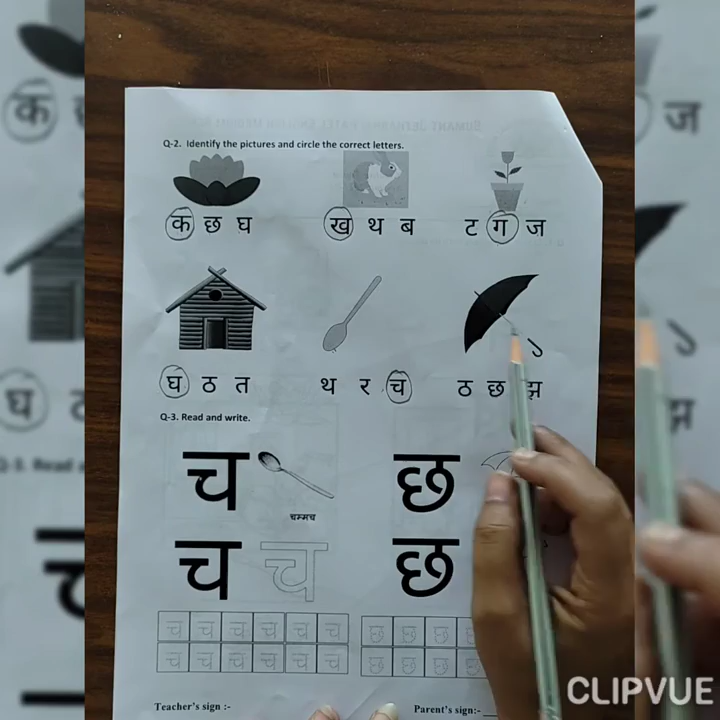 Q-2. Identify the pictures and circle the correct letters.
क छ घ
ख थ ब
ट ग ज
घ ठ त
थ र च
ठ छ झ
Q-3. Read and write.
च
चम्मच
छ
च च
छ
च च च च च च
च च च च च च
छ छ छ छ
छ छ छ छ
Teacher's sign :-
Parent's sign:-
CLIPVUE